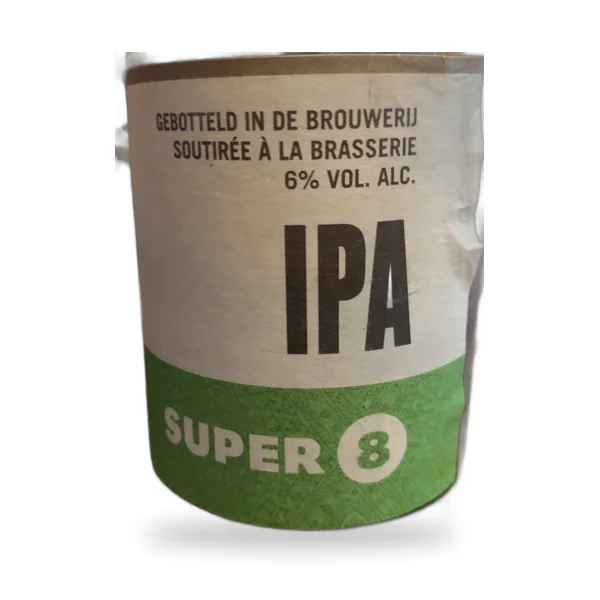 GEBOTTELD IN DE BROUWERIJ
SOUTIRÉE À LA BRASSERIE
6% VOL. ALC.
IPA
SUPER 8